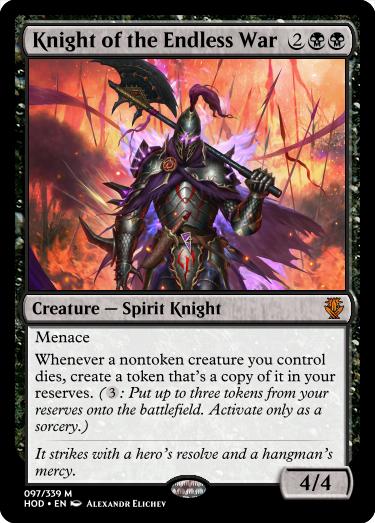 Knight of the Endless War 2
Creature — Spirit Knight
Menace
Whenever a nontoken creature you control
dies, create a token that's a copy of it in your
reserves. (3: Put up to three tokens from your
reserves onto the battlefield. Activate only as
a sorcery.)
It strikes with a hero's resolve and a hangman's
mercy.
4/4
097/339 M
HOD • EN Alexandr Elichev